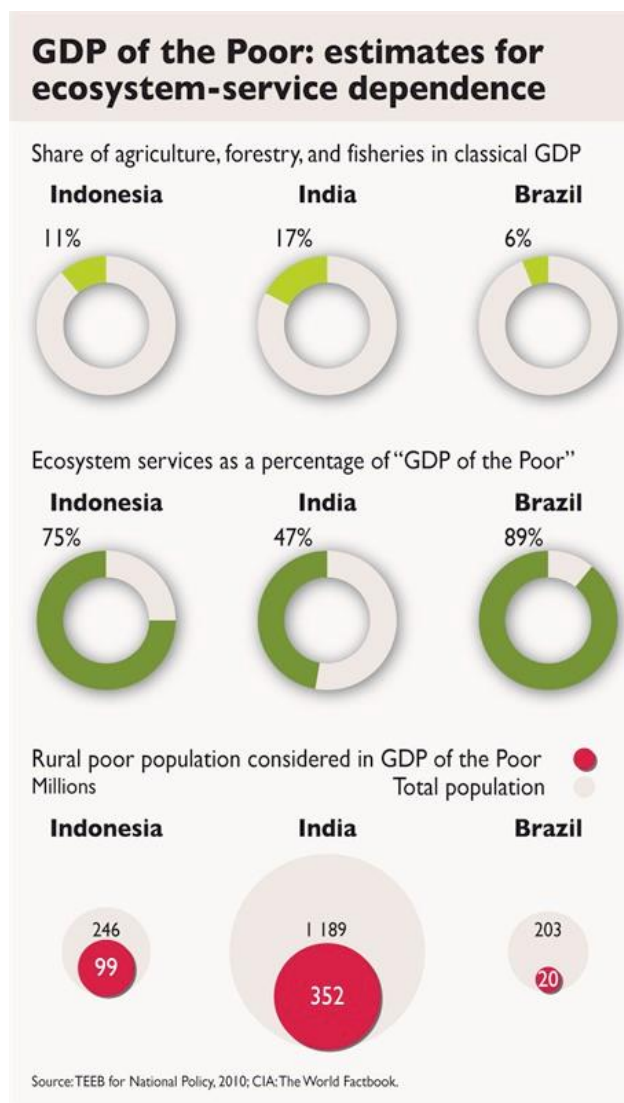 GDP of the Poor: estimates for
ecosystem-service dependence
Share of agriculture, forestry, and fisheries in classical GDP
Indonesia India Brazil
11% 17% 6%
Ecosystem services as a percentage of “GDP of the Poor”
Indonesia India Brazil
75% 47% 89%
Rural poor population considered in GDP of the Poor
Millions Total population
Indonesia India Brazil
246 1 189 203
99 352 20
Source: TEEB for National Policy, 2010; CIA: The World Factbook.